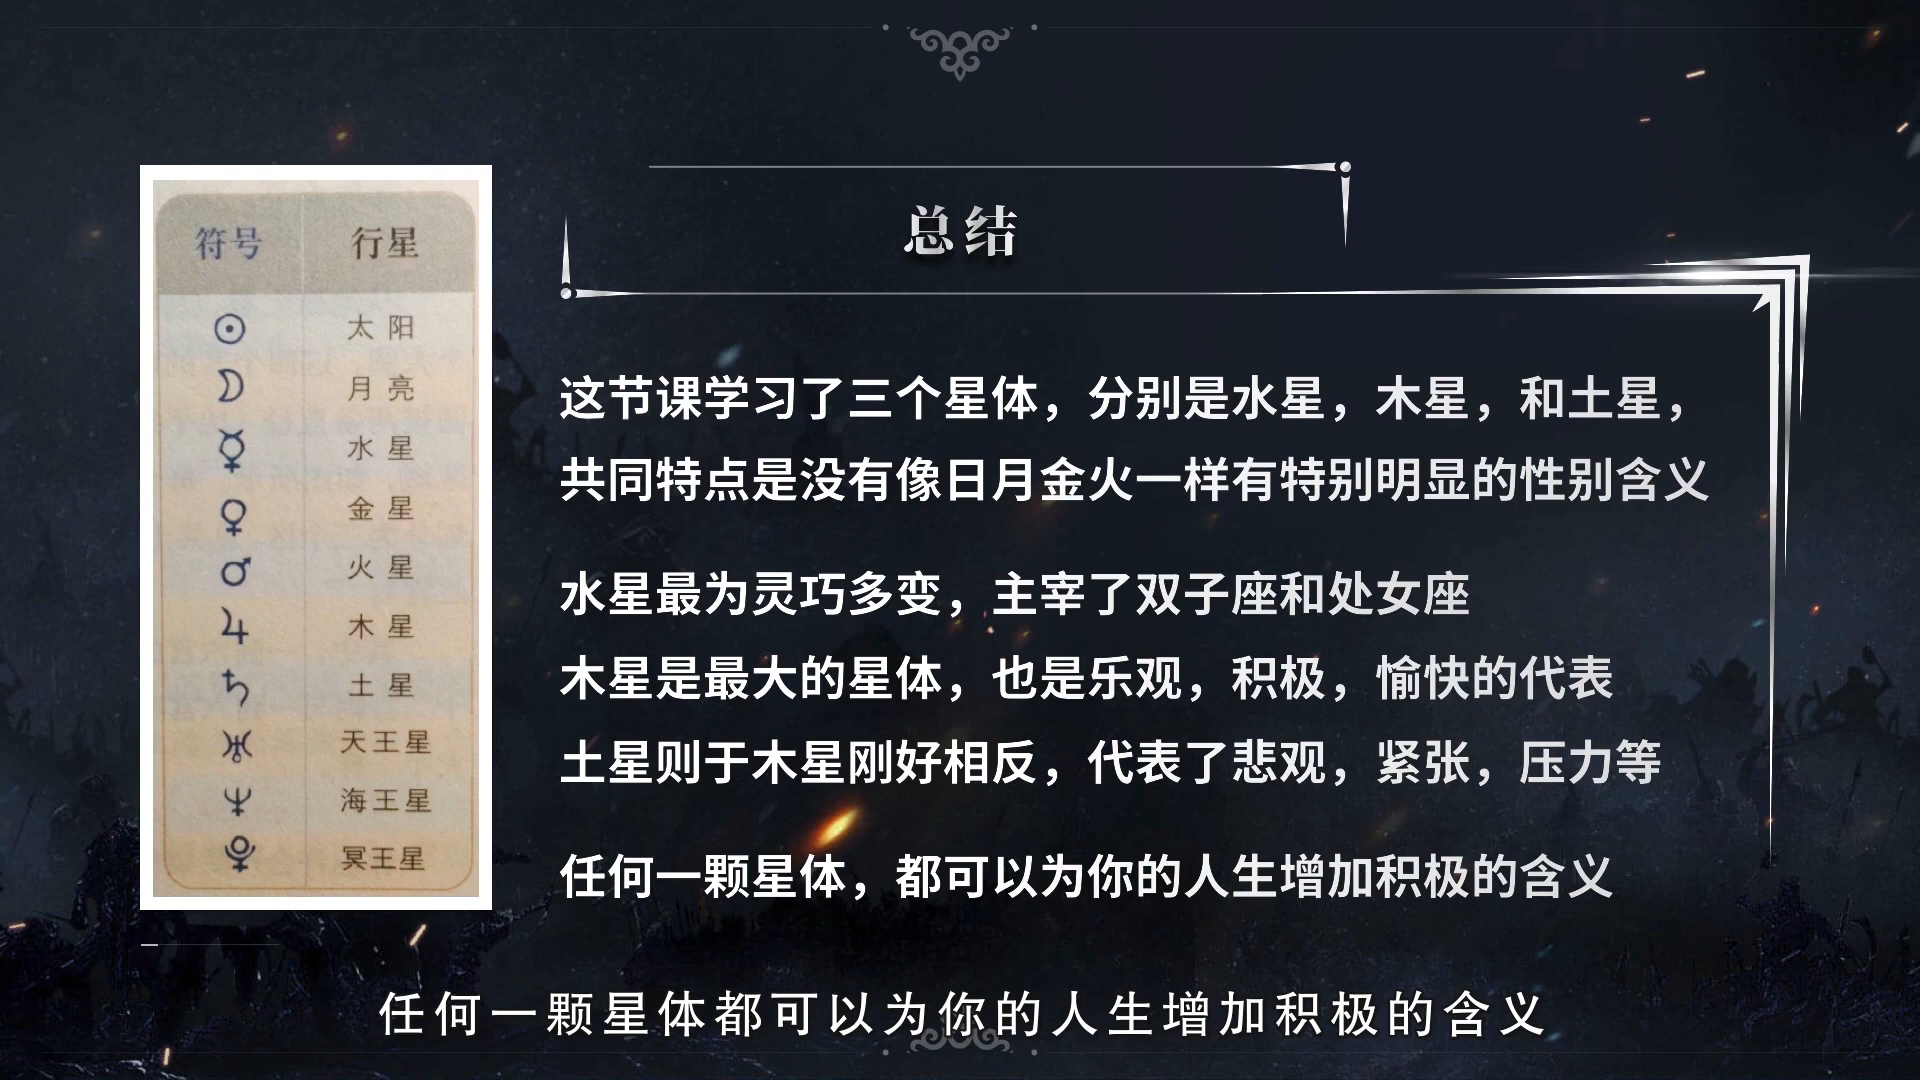 符号 行星
☉ 太阳
☽ 月亮
☿ 水星
♀ 金星
♂ 火星
♃ 木星
♄ 土星
♅ 天王星
♆ 海王星
⯓ 冥王星
总结
这节课学习了三个星体，分别是水星，木星，和土星，
共同特点是没有像日月金火一样有特别明显的性别含义
水星最为灵巧多变，主宰了双子座和处女座
木星是最大的星体，也是乐观，积极，愉快的代表
土星则于木星刚好相反，代表了悲观，紧张，压力等
任何一颗星体，都可以为你的人生增加积极的含义
任何一颗星体都可以为你的人生增加积极的含义